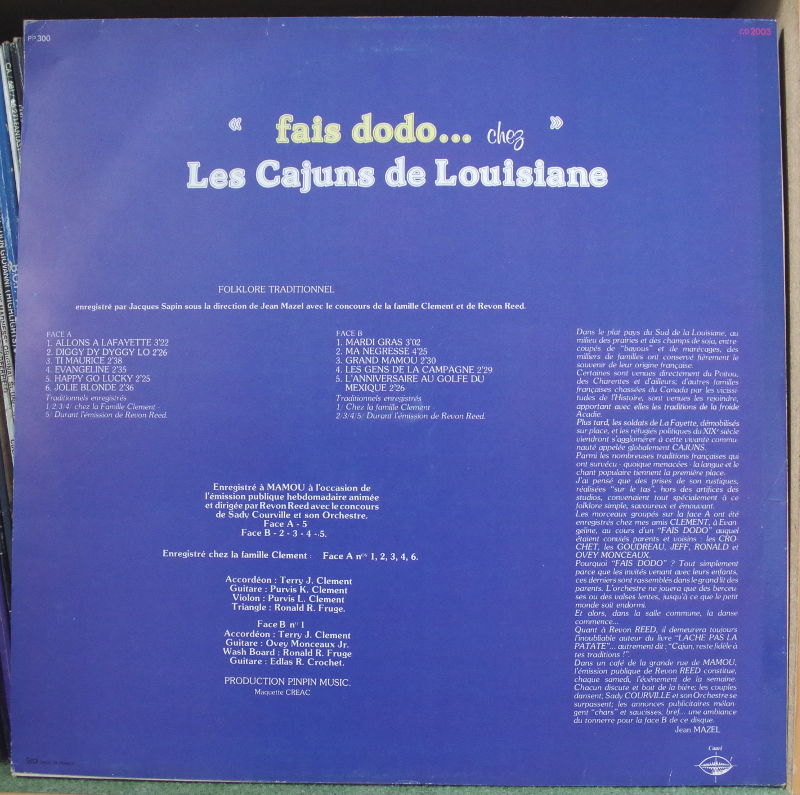 PP 300
CD 2003
« fais dodo... chez »
Les Cajuns de Louisiane
FOLKLORE TRADITIONNEL
enregistré par Jacques Sapin sous la direction de Jean Mazel avec le concours de la famille Clement et de Revon Reed.
FACE A
1. ALLONS A LAFAYETTE 3'22
2. DIGGY DY DYGGY LO 2'26
3. TI MAURICE 2'38
4. EVANGELINE 2'35
5. HAPPY GO LUCKY 2'25
6. JOLIE BLONDE 2'36
Traditionnels enregistrés
1/2/3/4/ chez la Famille Clement -
5/ Durant l'émission de Revon Reed.
FACE B
1. MARDI GRAS 3'02
2. MA NEGRESSE 4'25
3. GRAND MAMOU 2'30
4. LES GENS DE LA CAMPAGNE 2'29
5. L'ANNIVERSAIRE AU GOLFE DU
MEXIQUE 2'26
Traditionnels enregistrés
1/ Chez la famille Clement
2/3/4/5/ Durant l'émission de Revon Reed.
Enregistré à MAMOU à l'occasion de
l'émission publique hebdomadaire animée
et dirigée par Revon Reed avec le concours
de Sady Courville et son Orchestre.
Face A - 5
Face B - 2 - 3 - 4 - 5.
Enregistré chez la famille Clement : Face A nos 1, 2, 3, 4, 6.
Accordéon : Terry J. Clement
Guitare : Purvis K. Clement
Violon : Purvis L. Clement
Triangle : Ronald R. Fruge.
Face B n° 1
Accordéon : Terry J. Clement
Guitare : Ovey Monceaux Jr.
Wash Board : Ronald R. Fruge
Guitare : Edlas R. Crochet.
PRODUCTION PINPIN MUSIC.
Maquette CREAC
Dans le plat pays du Sud de la Louisiane, au
milieu des prairies et des champs de soja, entre-
coupés de "bayous" et de marécages, des
milliers de familles ont conservé fièrement le
souvenir de leur origine française.
Certaines sont venues directement du Poitou,
des Charentes et d'ailleurs, d'autres familles
françaises chassées du Canada par les vicissi-
tudes de l'Histoire, sont venues les rejoindre,
apportant avec elles les traditions de la froide
Acadie.
Plus tard, les soldats de La Fayette, démobilisés
sur place, et les réfugiés politiques du XIXe siècle
viendront s'agglomérer à cette vivante commu-
nauté appelée globalement CAJUNS.
Parmi les nombreuses traditions françaises qui
ont survécu - quoique menacées - la langue et le
chant populaire tiennent la première place.
J'ai pensé que des prises de son rustiques,
réalisées "sur le tas", hors des artifices des
studios, convenaient tout spécialement à ce
folklore simple, savoureux et émouvant.
Les morceaux groupés sur la face A ont été
enregistrés chez mes amis CLEMENT, à Evan-
geline, au cours d'un "FAIS DODO" auquel
étaient conviés parents et voisins : les CRO-
CHET, les GOUDREAU, JEFF, RONALD et
OVEY MONCEAUX.
Pourquoi "FAIS DODO" ? Tout simplement
parce que les invités venant avec leurs enfants,
ces derniers sont rassemblés dans le grand lit des
parents. L'orchestre ne jouera que des berceu-
ses ou des valses lentes, jusqu'à ce que le petit
monde soit endormi.
Et alors, dans la salle commune, la danse
commence...
Quant à Revon REED, il demeurera toujours
l'inoubliable auteur du livre "LACHE PAS LA
PATATE"... autrement dit : "Cajun, reste fidèle à
tes traditions !".
Dans un café de la grande rue de MAMOU,
l'émission publique de Revon REED constitue,
chaque samedi, l'événement de la semaine.
Chacun discute et boit de la bière; les couples
dansent; Sady COURVILLE et son Orchestre se
surpassent; les annonces publicitaires mélan-
gent "chars" et saucisses, bref... une ambiance
du tonnerre pour la face B de ce disque.
Jean MAZEL